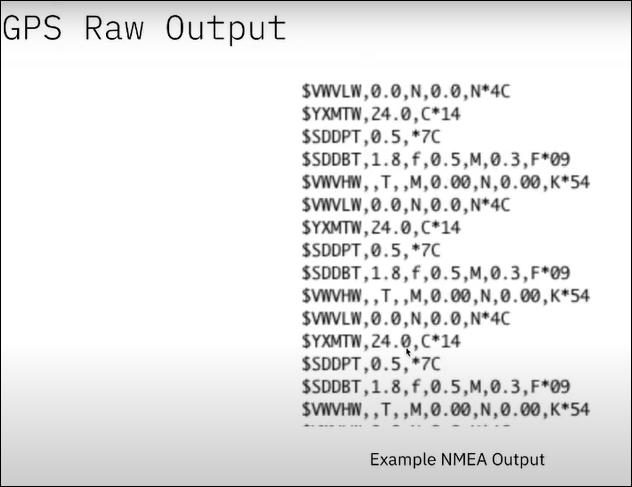 GPS Raw Output
$VWVLW,0.0,N,0.0,N*4C
$YXMTW,24.0,C*14
$SDDPT,0.5,*7C
$SDDBT,1.8,f,0.5,M,0.3,F*09
$VWVHW,,T,,M,0.00,N,0.00,K*54
$VWVLW,0.0,N,0.0,N*4C
$YXMTW,24.0,C*14
$SDDPT,0.5,*7C
$SDDBT,1.8,f,0.5,M,0.3,F*09
$VWVHW,,T,,M,0.00,N,0.00,K*54
$VWVLW,0.0,N,0.0,N*4C
$YXMTW,24.0,C*14
$SDDPT,0.5,*7C
$SDDBT,1.8,f,0.5,M,0.3,F*09
$VWVHW,,T,,M,0.00,N,0.00,K*54
Example NMEA Output